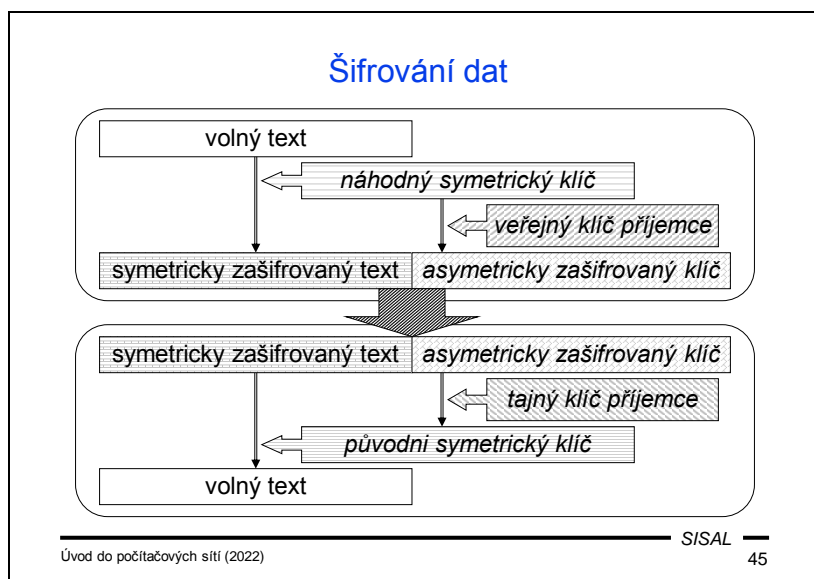 Šifrování dat
volný text
náhodný symetrický klíč
veřejný klíč příjemce
symetricky zašifrovaný text asymetricky zašifrovaný klíč
symetricky zašifrovaný text asymetricky zašifrovaný klíč
tajný klíč příjemce
původni symetrický klíč
volný text
SISAL
Úvod do počítačových sítí (2022) 45